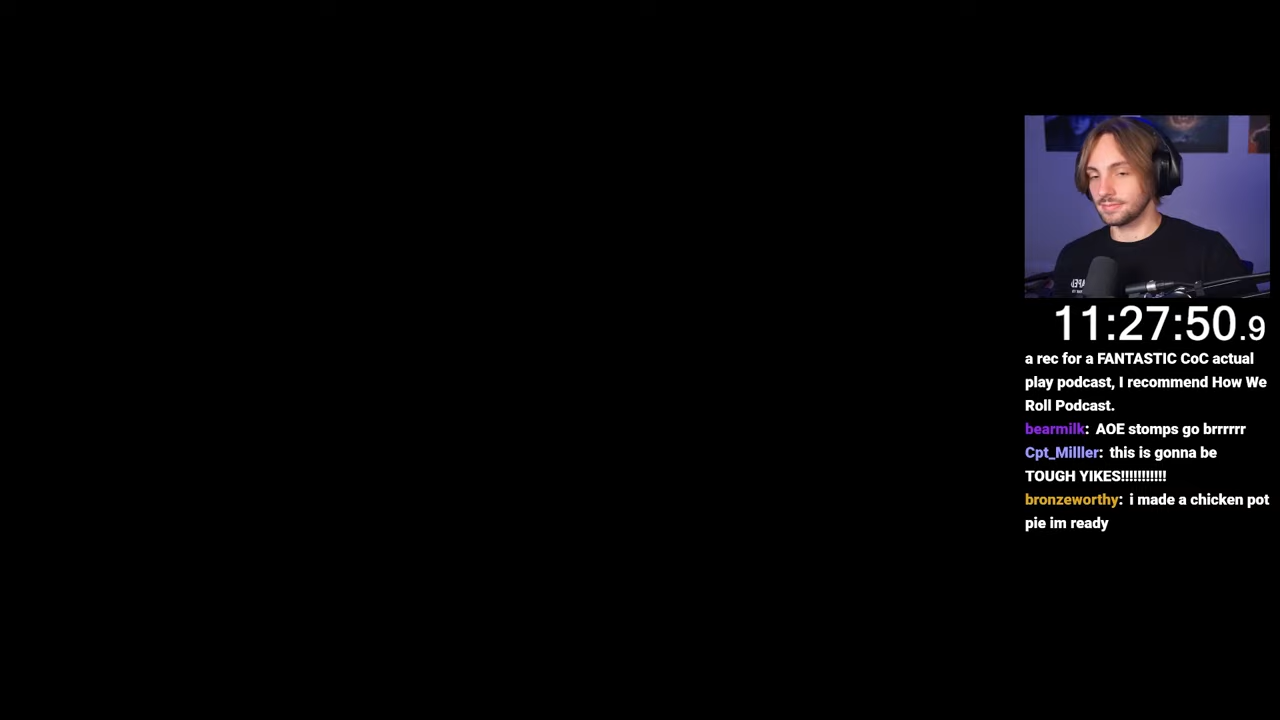 11:27:50.9
a rec for a FANTASTIC CoC actual
play podcast, I recommend How We
Roll Podcast.
bearmilk: AOE stomps go brrrrrr
Cpt_Milller: this is gonna be
TOUGH YIKES!!!!!!!!!!!
bronzeworthy: i made a chicken pot
pie im ready